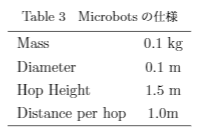 Table 3 Microbots の仕様
Mass 0.1 kg
Diameter 0.1 m
Hop Height 1.5 m
Distance per hop 1.0m